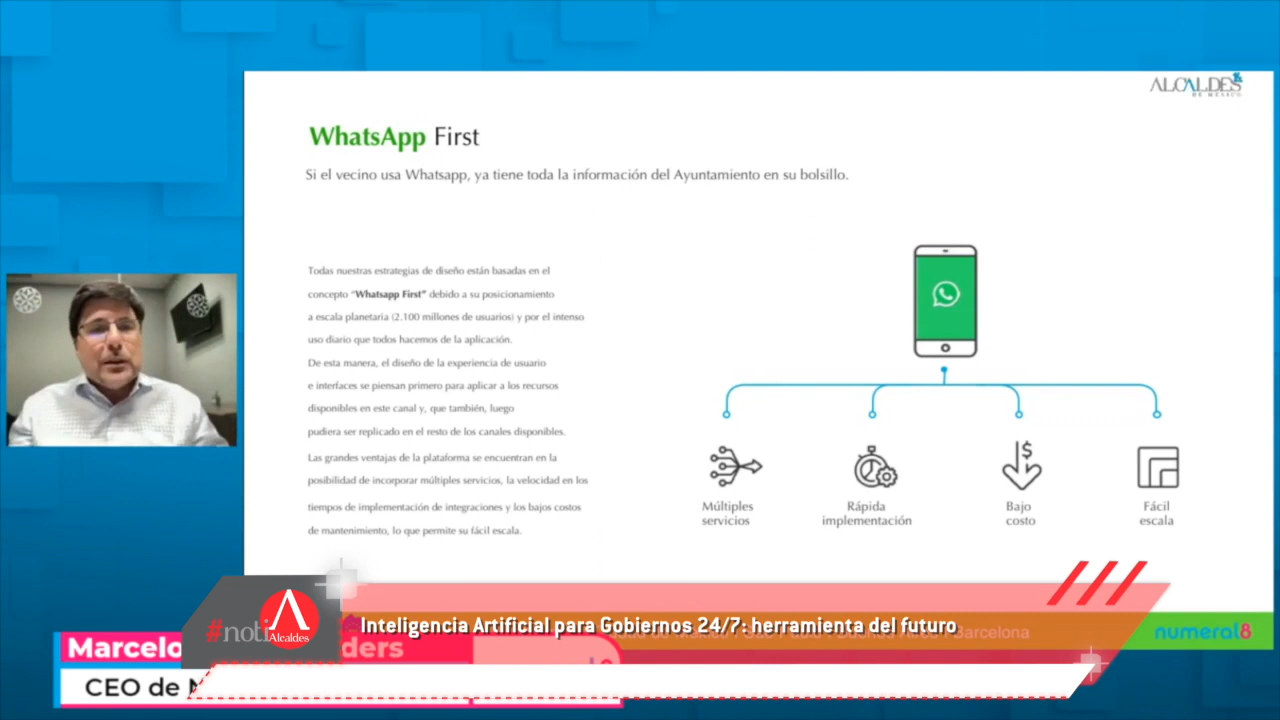 ALCALDES
DE MÉXICO
WhatsApp First
Si el vecino usa Whatsapp, ya tiene toda la información del Ayuntamiento en su bolsillo.
Todas nuestras estrategias de diseño están basadas en el
concepto “Whatsapp First” debido a su posicionamiento
a escala planetaria (2.100 millones de usuarios) y por el intenso
uso diario que todos hacemos de la aplicación.
De esta manera, el diseño de la experiencia de usuario
e interfaces se piensan primero para aplicar a los recursos
disponibles en este canal y, que también, luego
pudiera ser replicado en el resto de los canales disponibles.
Las grandes ventajas de la plataforma se encuentran en la
posibilidad de incorporar múltiples servicios, la velocidad en los
tiempos de implementación de integraciones y los bajos costos
de mantenimiento, lo que permite su fácil escala.
Múltiples
servicios
Rápida
implementación
Bajo
costo
Fácil
escala
#noti Alcaldes
Inteligencia Artificial para Gobiernos 24/7: herramienta del futuro
Barcelona
numeral8
Marcelo
ders
CEO de